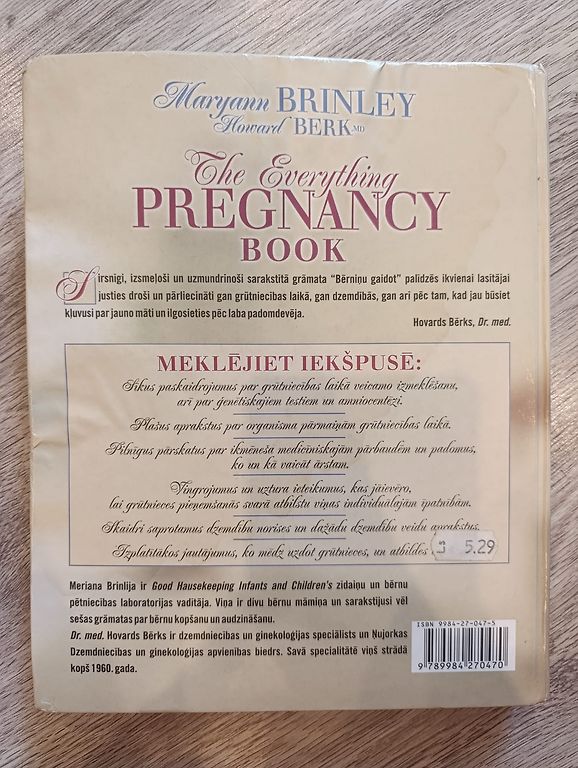 Maryann BRINLEY
Howard BERK, MD
The Everything
PREGNANCY
BOOK
Sirsnīgi, izsmeļoši un uzmundrinoši sarakstītā grāmata “Bērniņu gaidot” palīdzēs ikvienai lasītājai
justies droši un pārliecināti gan grūtniecības laikā, gan dzemdībās, gan arī pēc tam, kad jau būsiet
kļuvusi par jauno māti un ilgosieties pēc laba padomdevēja.
Hovards Bērks, Dr. med.
MEKLĒJIET IEKŠPUSĒ:
Sīkus paskaidrojumus par grūtniecības laikā veicamo izmeklēšanu,
arī par ģenētiskajiem testiem un amniocentēzi.
Plašus aprakstus par organisma pārmaiņām grūtniecības laikā.
Pilnīgus pārskatus par ikmēneša medicīniskajām pārbaudēm un padomus,
ko un kā vaicāt ārstam.
Vingrojumus un uztura ieteikumus, kas jāievēro,
lai grūtnieces pieņemšanās svarā atbilstu viņas individuālajām īpatnībām.
Skaidri saprotamus dzemdību norises un dažādu dzemdību veidu aprakstus.
Izplatītākos jautājumus, ko mēdz uzdot grūtnieces, un atbildes
5.29
Meriana Brinlija ir Good Housekeeping Infants and Children's zīdaiņu un bērnu
pētniecības laboratorijas vadītāja. Viņa ir divu bērnu māmiņa un sarakstījusi vēl
sešas grāmatas par bērnu kopšanu un audzināšanu.
Dr. med. Hovards Bērks ir dzemdniecības un ginekoloģijas speciālists un Ņujorkas
Dzemdniecības un ginekoloģijas apvienības biedrs. Savā specialitātē viņš strādā
kopš 1960. gada.
ISBN 9984-27-047-5
9 789984 270470